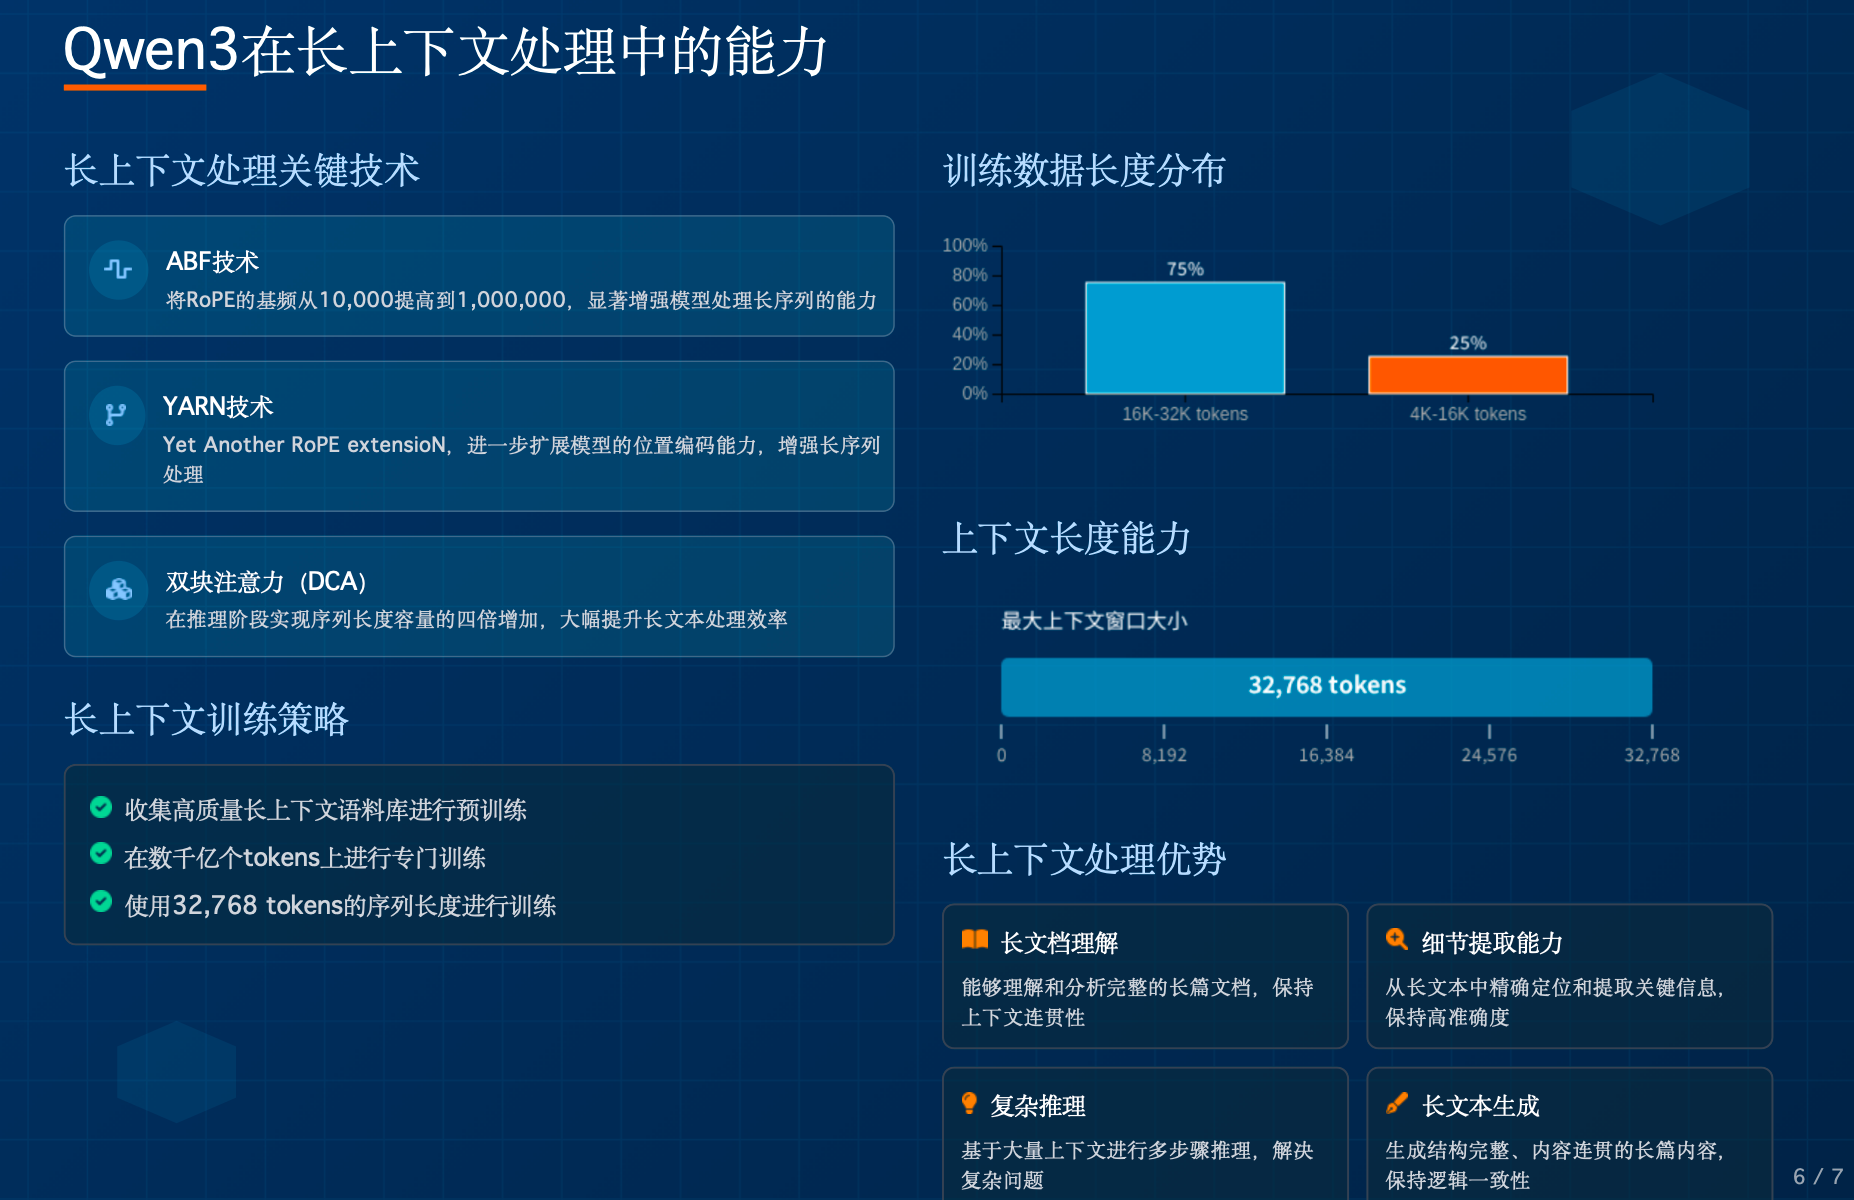 Qwen3在长上下文处理中的能力
长上下文处理关键技术
ABF技术
将RoPE的基频从10,000提高到1,000,000，显著增强模型处理长序列的能力
YARN技术
Yet Another RoPE extensioN，进一步扩展模型的位置编码能力，增强长序列
处理
双块注意力（DCA）
在推理阶段实现序列长度容量的四倍增加，大幅提升长文本处理效率
长上下文训练策略
收集高质量长上下文语料库进行预训练
在数千亿个tokens上进行专门训练
使用32,768 tokens的序列长度进行训练
训练数据长度分布
100%
80%
60%
40%
20%
0%
75%
25%
16K-32K tokens
4K-16K tokens
上下文长度能力
最大上下文窗口大小
32,768 tokens
0 8,192 16,384 24,576 32,768
长上下文处理优势
长文档理解
能够理解和分析完整的长篇文档，保持
上下文连贯性
细节提取能力
从长文本中精确定位和提取关键信息，
保持高准确度
复杂推理
基于大量上下文进行多步骤推理，解决
复杂问题
长文本生成
生成结构完整、内容连贯的长篇内容，
保持逻辑一致性
6 / 7